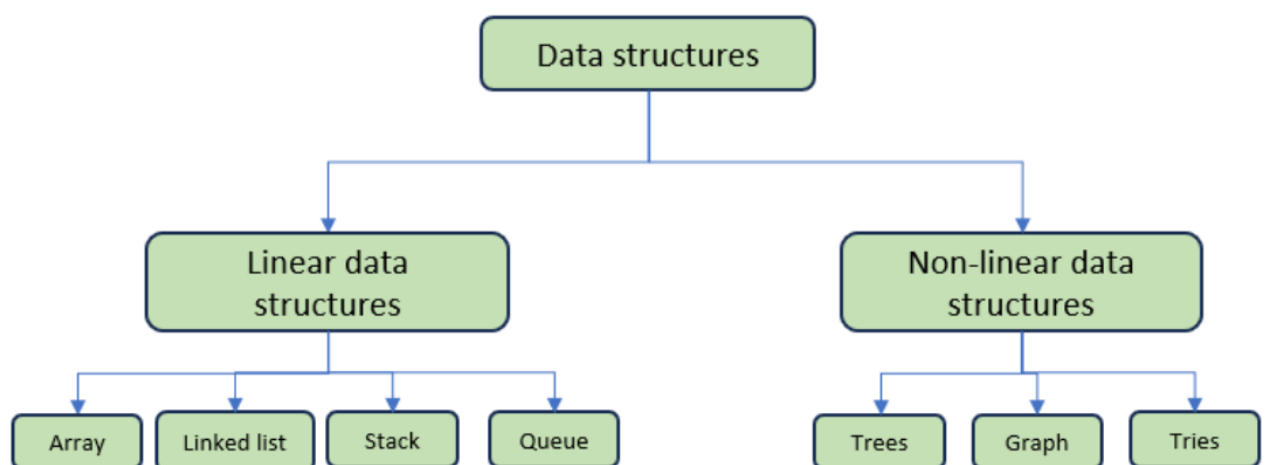 Data structures
Linear data
structures
Non-linear data
structures
Array
Linked list
Stack
Queue
Trees
Graph
Tries